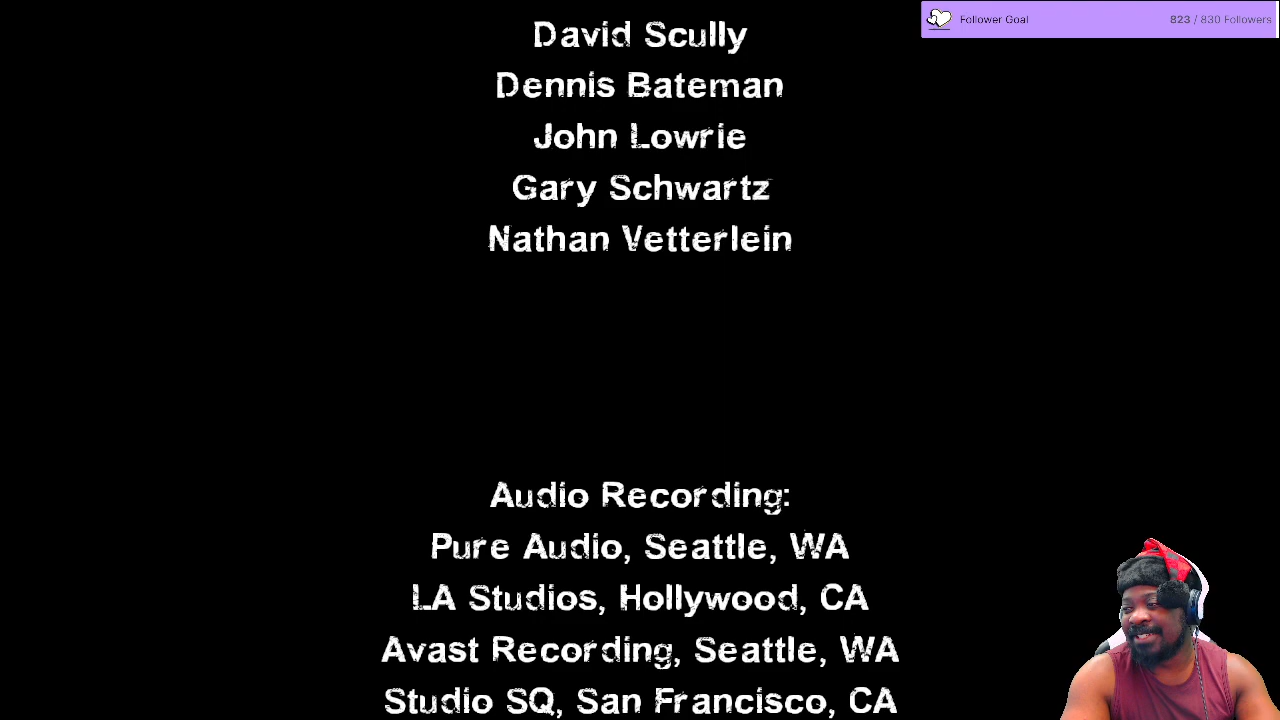 David Scully
Follower Goal 823 / 830 Followers
Dennis Bateman
John Lowrie
Gary Schwartz
Nathan Vetterlein
Audio Recording:
Pure Audio, Seattle, WA
LA Studios, Hollywood, CA
Avast Recording, Seattle, WA
Studio SQ, San Francisco, CA